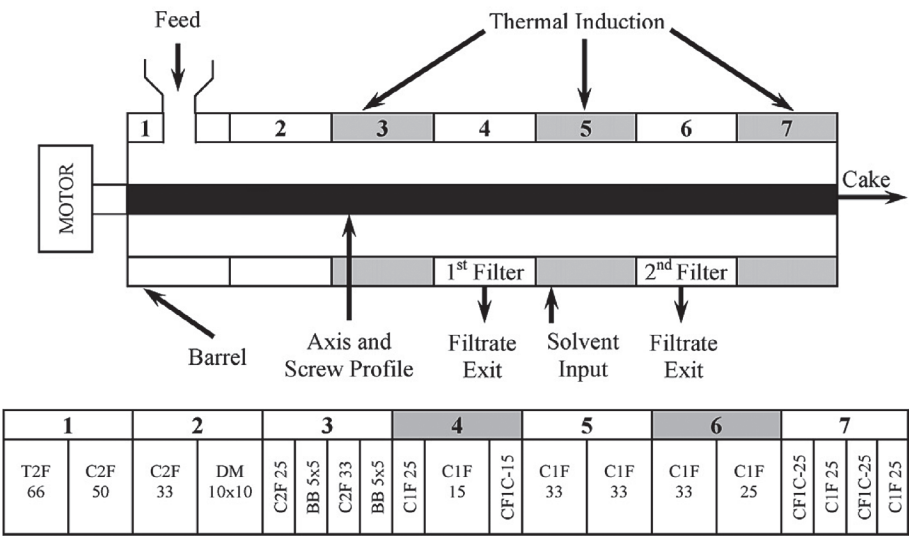 Feed
Thermal Induction
1 2 3 4 5 6 7
MOTOR
Cake
1st Filter 2nd Filter
Barrel
Axis and
Screw Profile
Filtrate
Exit
Solvent
Input
Filtrate
Exit
1 2 3 4 5 6 7
T2F
66
C2F
50
C2F
33
DM
10x10
C2F 25
BB 5x5
C2F 33
BB 5x5
C1F 25
C1F
15
CF1C-15
C1F
33
C1F
33
C1F
33
C1F
25
CF1C-25
C1F 25
CF1C-25
C1F 25